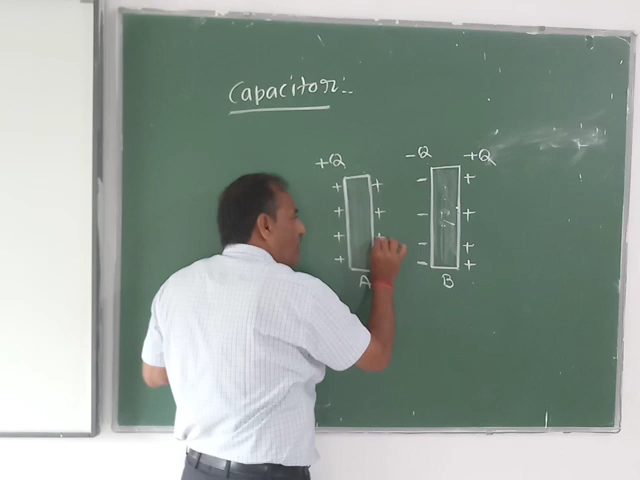 Capacitor:
+Q -Q +Q
+ + - +
+ + - +
+ + - +
+ - +
A B